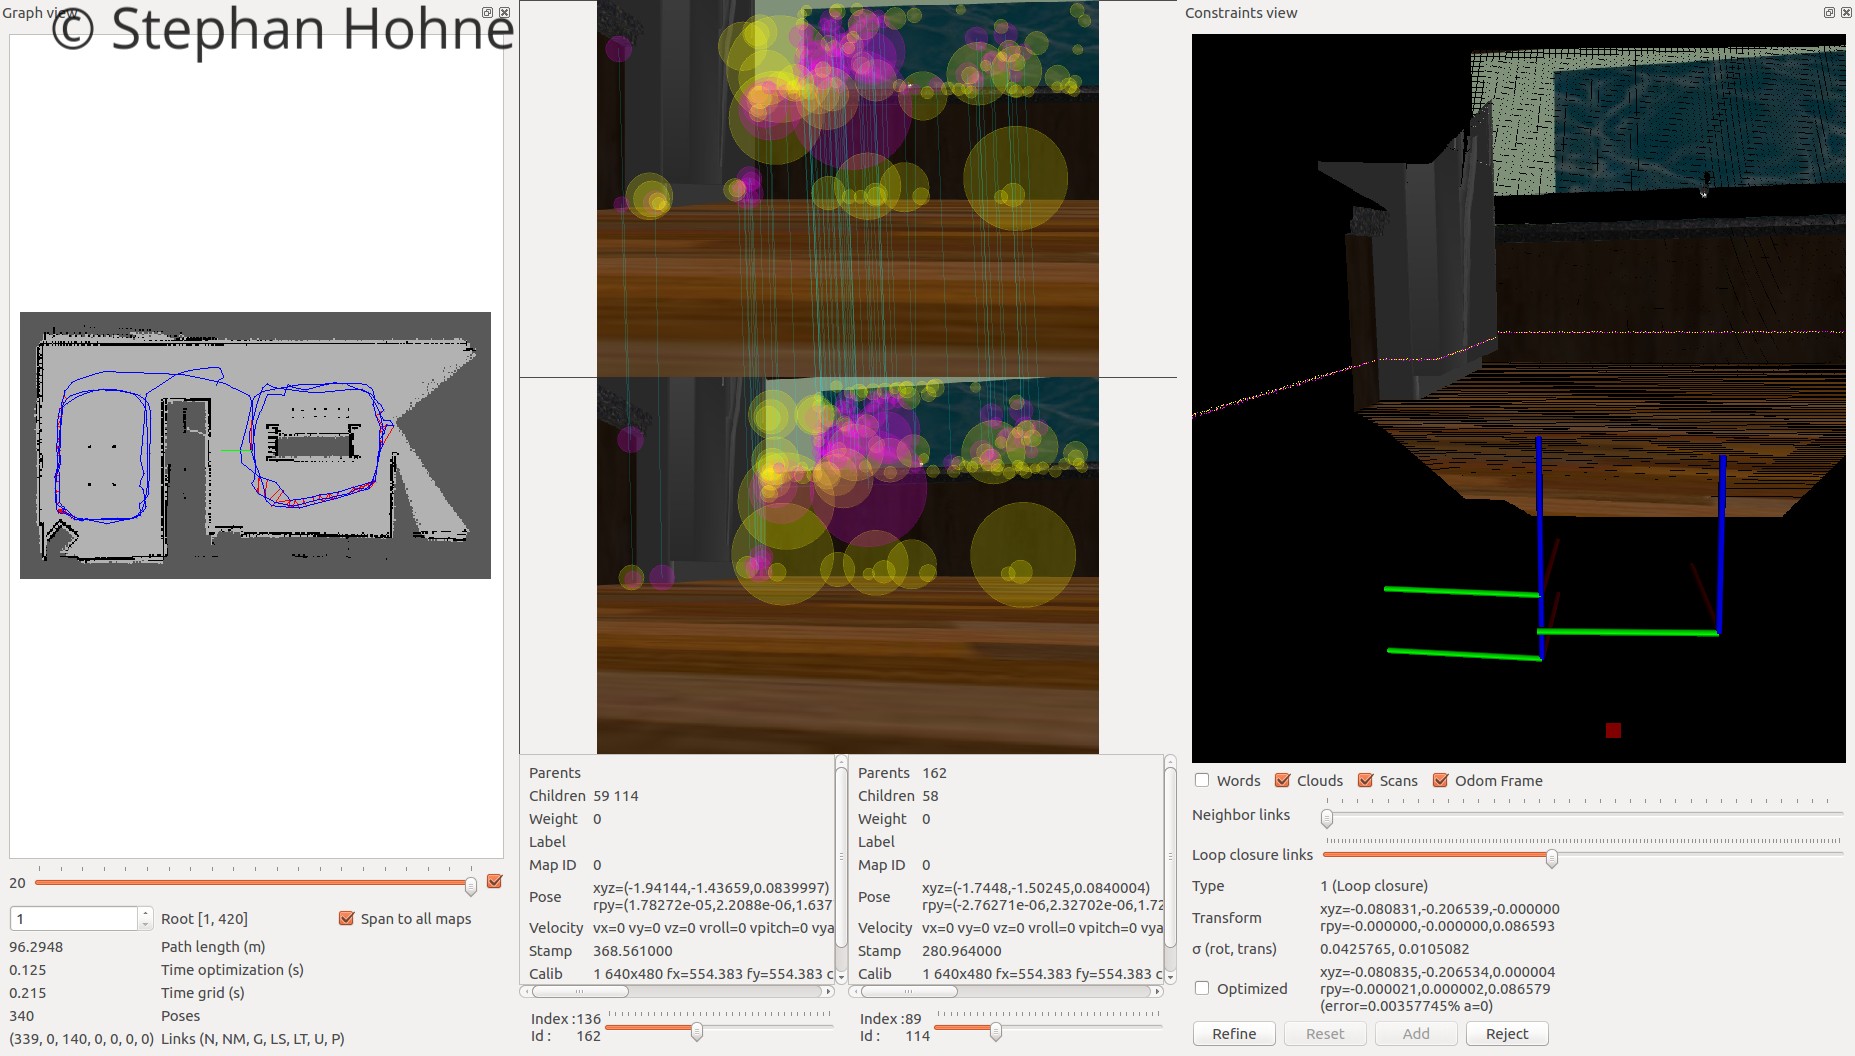 Graph view
© Stephan Hohne
20
1
Root [1, 420]
Span to all maps
96.2948 Path length (m)
0.125 Time optimization (s)
0.215 Time grid (s)
340 Poses
(339, 0, 140, 0, 0, 0, 0) Links (N, NM, G, LS, LT, U, P)
Parents
Children 59 114
Weight 0
Label
Map ID 0
Pose xyz=(-1.94144,-1.43659,0.0839997)
rpy=(1.78272e-05,2.2088e-06,1.637
Velocity vx=0 vy=0 vz=0 vroll=0 vpitch=0 vya
Stamp 368.561000
Calib 1 640x480 fx=554.383 fy=554.383 c
Index :136
Id : 162
Parents 162
Children 58
Weight 0
Label
Map ID 0
Pose xyz=(-1.7448,-1.50245,0.0840004)
rpy=(-2.76271e-06,2.32702e-06,1.72
Velocity vx=0 vy=0 vz=0 vroll=0 vpitch=0 vya
Stamp 280.964000
Calib 1 640x480 fx=554.383 fy=554.383 c
Index :89
Id : 114
Constraints view
Words Clouds Scans Odom Frame
Neighbor links
Loop closure links
Type 1 (Loop closure)
Transform xyz=-0.080831,-0.206539,-0.000000
rpy=-0.000000,-0.000000,0.086593
σ (rot, trans) 0.0425765, 0.0105082
Optimized xyz=-0.080835,-0.206534,0.000004
rpy=-0.000021,0.000002,0.086579
(error=0.00357745% a=0)
Refine Reset Add Reject